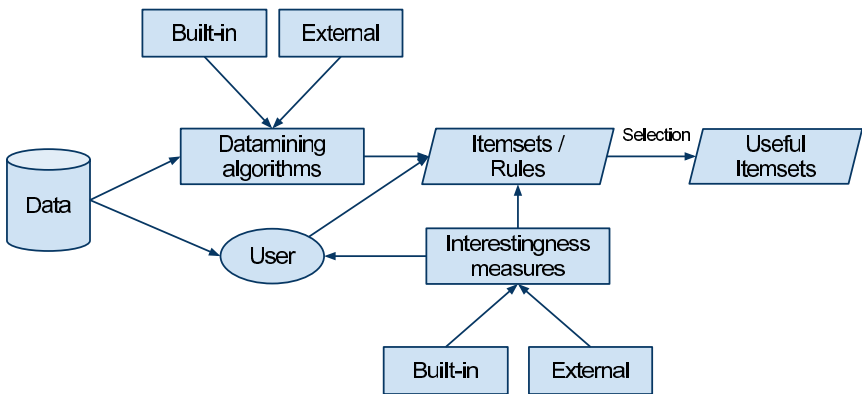 Built-in
External
Datamining
algorithms
Itemsets /
Rules
Selection
Useful
Itemsets
Data
User
Interestingness
measures
Built-in
External